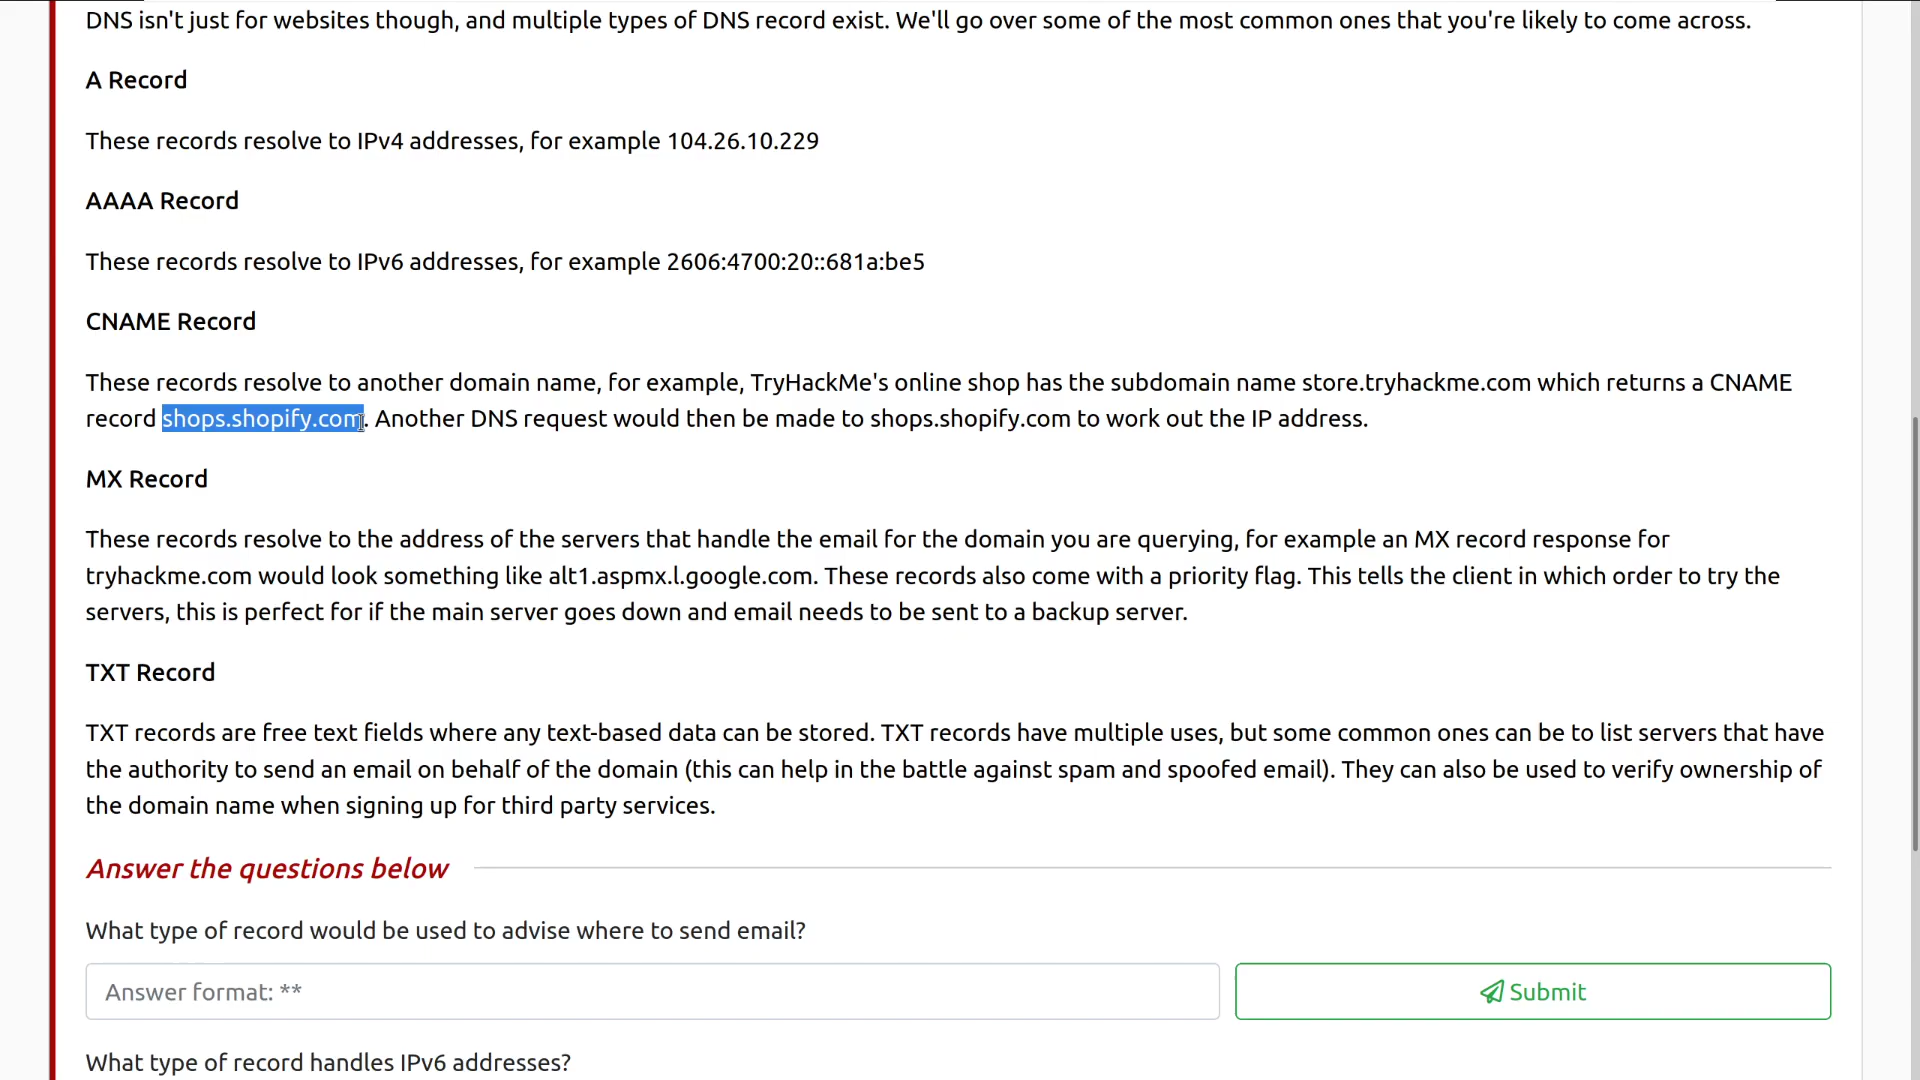 DNS isn't just for websites though, and multiple types of DNS record exist. We'll go over some of the most common ones that you're likely to come across.
A Record
These records resolve to IPv4 addresses, for example 104.26.10.229
AAAA Record
These records resolve to IPv6 addresses, for example 2606:4700:20::681a:be5
CNAME Record
These records resolve to another domain name, for example, TryHackMe's online shop has the subdomain name store.tryhackme.com which returns a CNAME
record shops.shopify.com. Another DNS request would then be made to shops.shopify.com to work out the IP address.
MX Record
These records resolve to the address of the servers that handle the email for the domain you are querying, for example an MX record response for
tryhackme.com would look something like alt1.aspmx.l.google.com. These records also come with a priority flag. This tells the client in which order to try the
servers, this is perfect for if the main server goes down and email needs to be sent to a backup server.
TXT Record
TXT records are free text fields where any text-based data can be stored. TXT records have multiple uses, but some common ones can be to list servers that have
the authority to send an email on behalf of the domain (this can help in the battle against spam and spoofed email). They can also be used to verify ownership of
the domain name when signing up for third party services.
Answer the questions below
What type of record would be used to advise where to send email?
Answer format: **
Submit
What type of record handles IPv6 addresses?